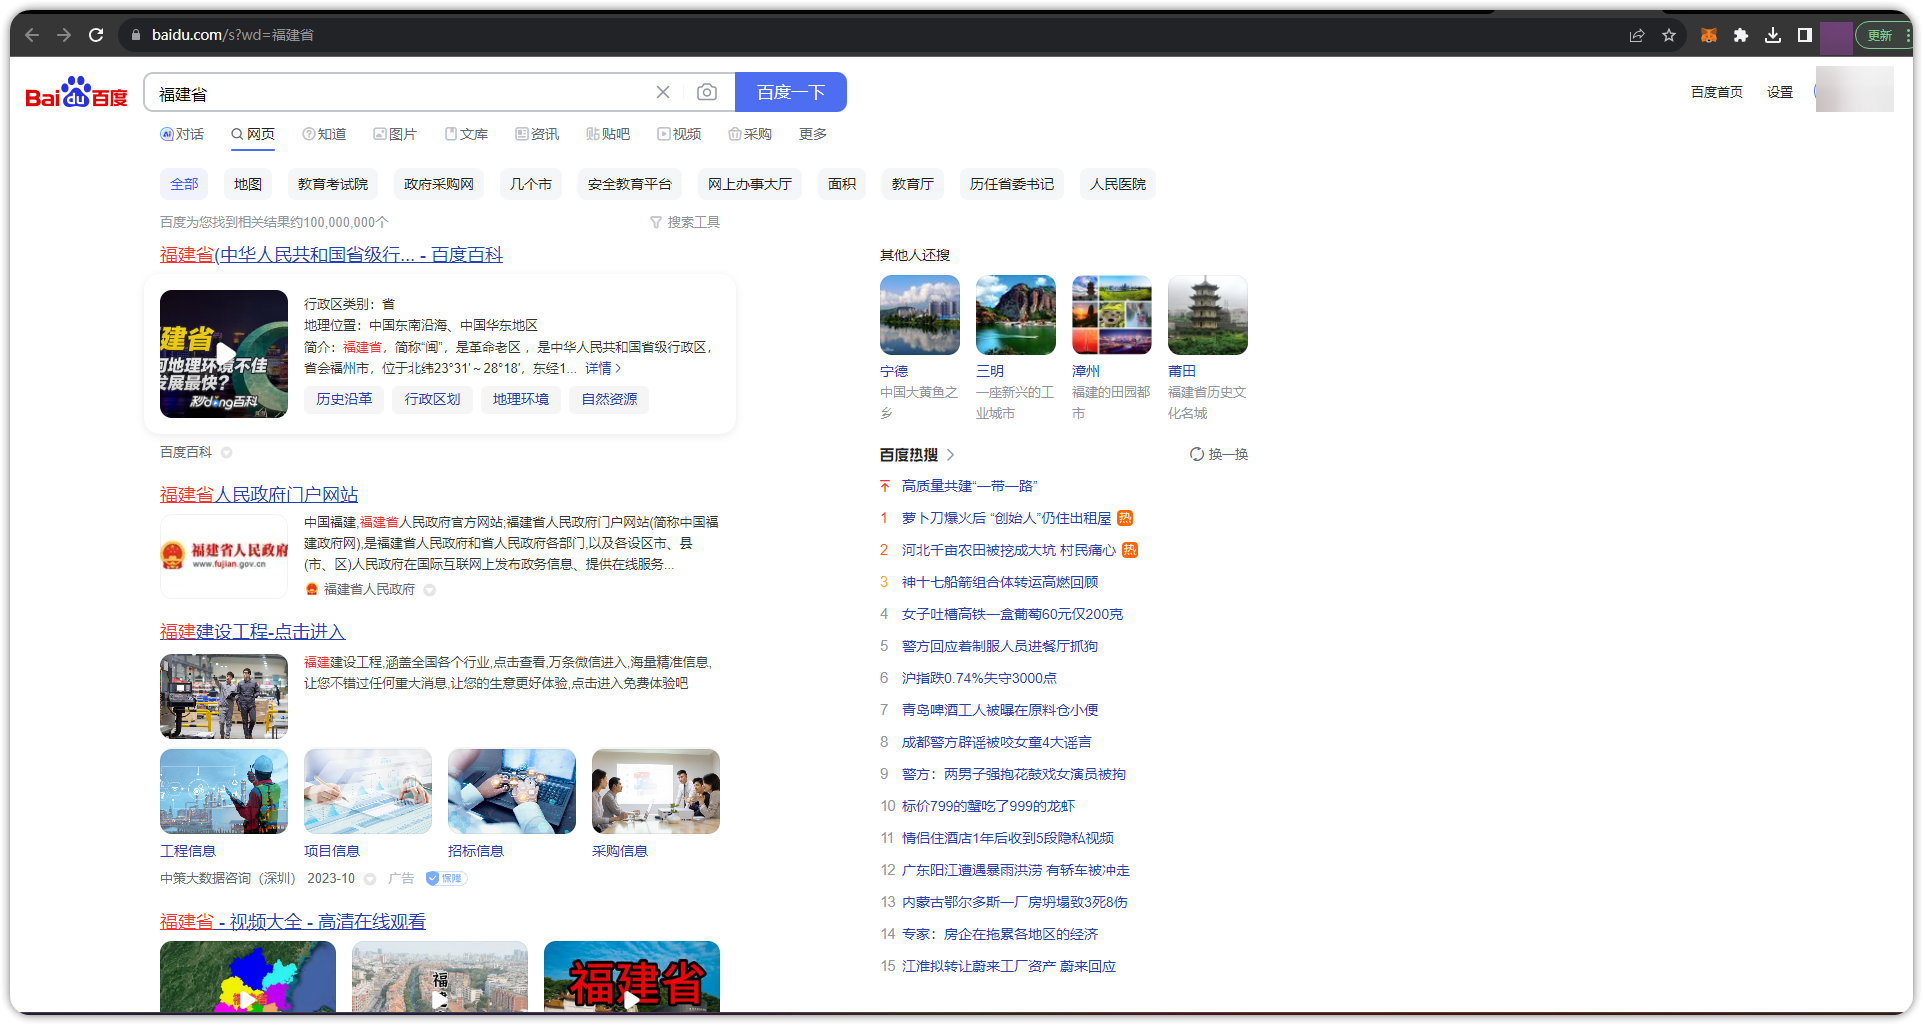 baidu.com/s?wd=福建省
更新
Bai du 百度
福建省
百度一下
百度首页
设置
对话
网页
知道
图片
文库
资讯
贴吧
视频
采购
更多
全部
地图
教育考试院
政府采购网
几个市
安全教育平台
网上办事大厅
面积
教育厅
历任省委书记
人民医院
百度为您找到相关结果约100,000,000个
搜索工具
福建省(中华人民共和国省级行... - 百度百科
建省
地理环境不佳
发展最快？
秒dong百科
行政区类别：省
地理位置：中国东南沿海、中国华东地区
简介：福建省，简称“闽”，是革命老区 ，是中华人民共和国省级行政区，
省会福州市，位于北纬23°31′～28°18′，东经1... 详情
历史沿革
行政区划
地理环境
自然资源
百度百科
福建省人民政府门户网站
福建省人民政府
www.fujian.gov.cn
中国福建,福建省人民政府官方网站;福建省人民政府门户网站(简称中国福
建政府网),是福建省人民政府和省人民政府各部门,以及各设区市、县
(市、区)人民政府在国际互联网上发布政务信息、提供在线服务...
福建省人民政府
福建建设工程-点击进入
福建建设工程,涵盖全国各个行业,点击查看,万条微信进入,海量精准信息,
让您不错过任何重大消息,让您的生意更好体验,点击进入免费体验吧
工程信息
项目信息
招标信息
采购信息
中策大数据咨询（深圳）
2023-10
广告
保障
福建省 - 视频大全 - 高清在线观看
福
福建省
其他人还搜
宁德
中国大黄鱼之
乡
三明
一座新兴的工
业城市
漳州
福建的田园都
市
莆田
福建省历史文
化名城
百度热搜
换一换
高质量共建“一带一路”
1 萝卜刀爆火后 “创始人”仍住出租屋 热
2 河北千亩农田被挖成大坑 村民痛心 热
3 神十七船箭组合体转运高燃回顾
4 女子吐槽高铁一盒葡萄60元仅200克
5 警方回应着制服人员进餐厅抓狗
6 沪指跌0.74%失守3000点
7 青岛啤酒工人被曝在原料仓小便
8 成都警方辟谣被咬女童4大谣言
9 警方：两男子强抱花鼓戏女演员被拘
10 标价799的蟹吃了999的龙虾
11 情侣住酒店1年后收到5段隐私视频
12 广东阳江遭遇暴雨洪涝 有轿车被冲走
13 内蒙古鄂尔多斯一厂房坍塌致3死8伤
14 专家：房企在拖累各地区的经济
15 江淮拟转让蔚来工厂资产 蔚来回应